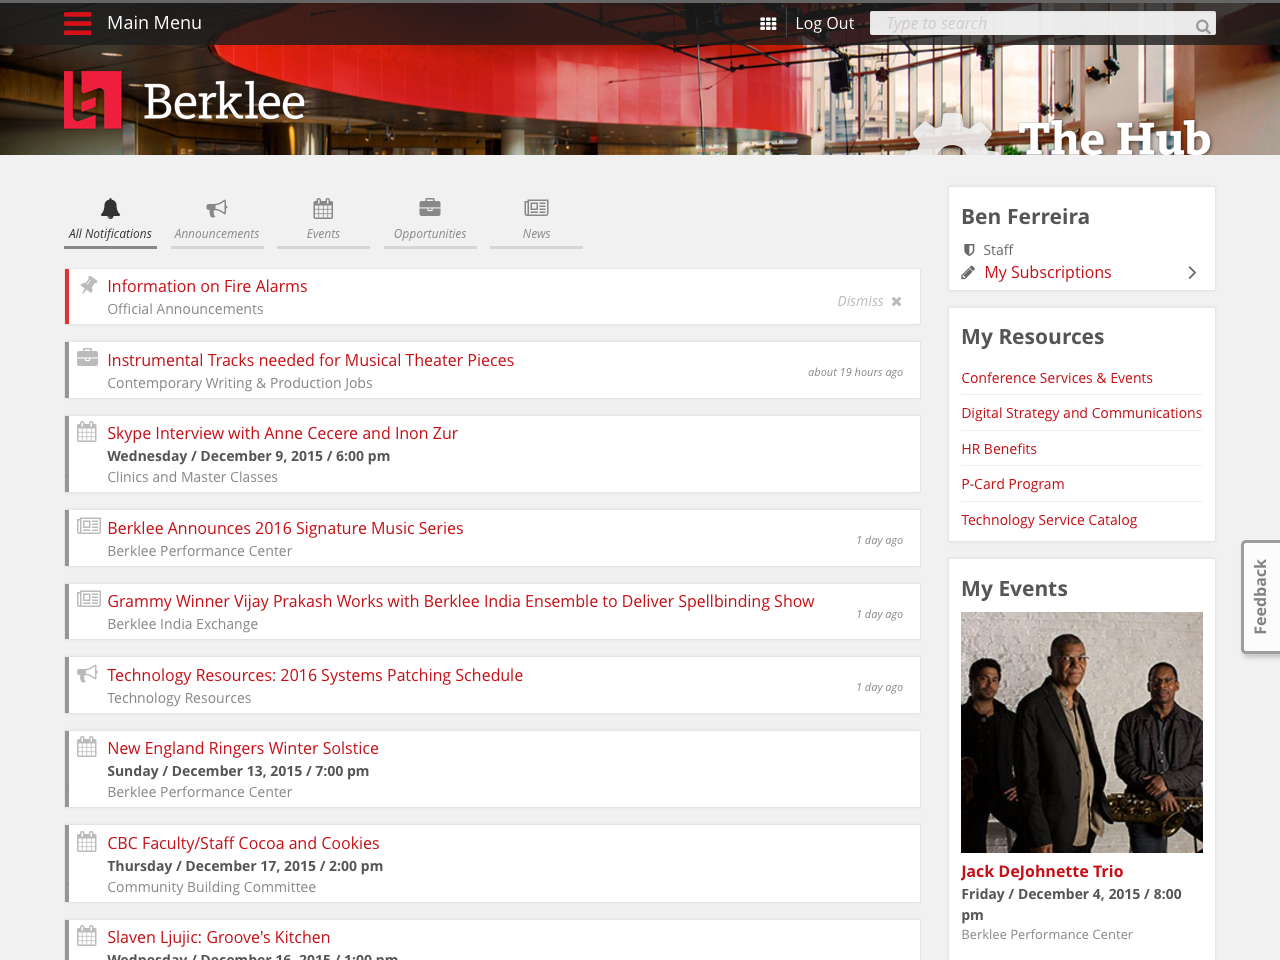 Main Menu
Log Out
Type to search
Berklee
The Hub
All Notifications
Announcements
Events
Opportunities
News
Information on Fire Alarms
Official Announcements
Dismiss
Instrumental Tracks needed for Musical Theater Pieces
Contemporary Writing & Production Jobs
about 19 hours ago
Skype Interview with Anne Cecere and Inon Zur
Wednesday / December 9, 2015 / 6:00 pm
Clinics and Master Classes
Berklee Announces 2016 Signature Music Series
Berklee Performance Center
1 day ago
Grammy Winner Vijay Prakash Works with Berklee India Ensemble to Deliver Spellbinding Show
Berklee India Exchange
1 day ago
Technology Resources: 2016 Systems Patching Schedule
Technology Resources
1 day ago
New England Ringers Winter Solstice
Sunday / December 13, 2015 / 7:00 pm
Berklee Performance Center
CBC Faculty/Staff Cocoa and Cookies
Thursday / December 17, 2015 / 2:00 pm
Community Building Committee
Slaven Ljujic: Groove's Kitchen
Wednesday / December 16, 2015 / 1:00 pm
Ben Ferreira
Staff
My Subscriptions
My Resources
Conference Services & Events
Digital Strategy and Communications
HR Benefits
P-Card Program
Technology Service Catalog
My Events
Jack DeJohnette Trio
Friday / December 4, 2015 / 8:00
pm
Berklee Performance Center
Feedback